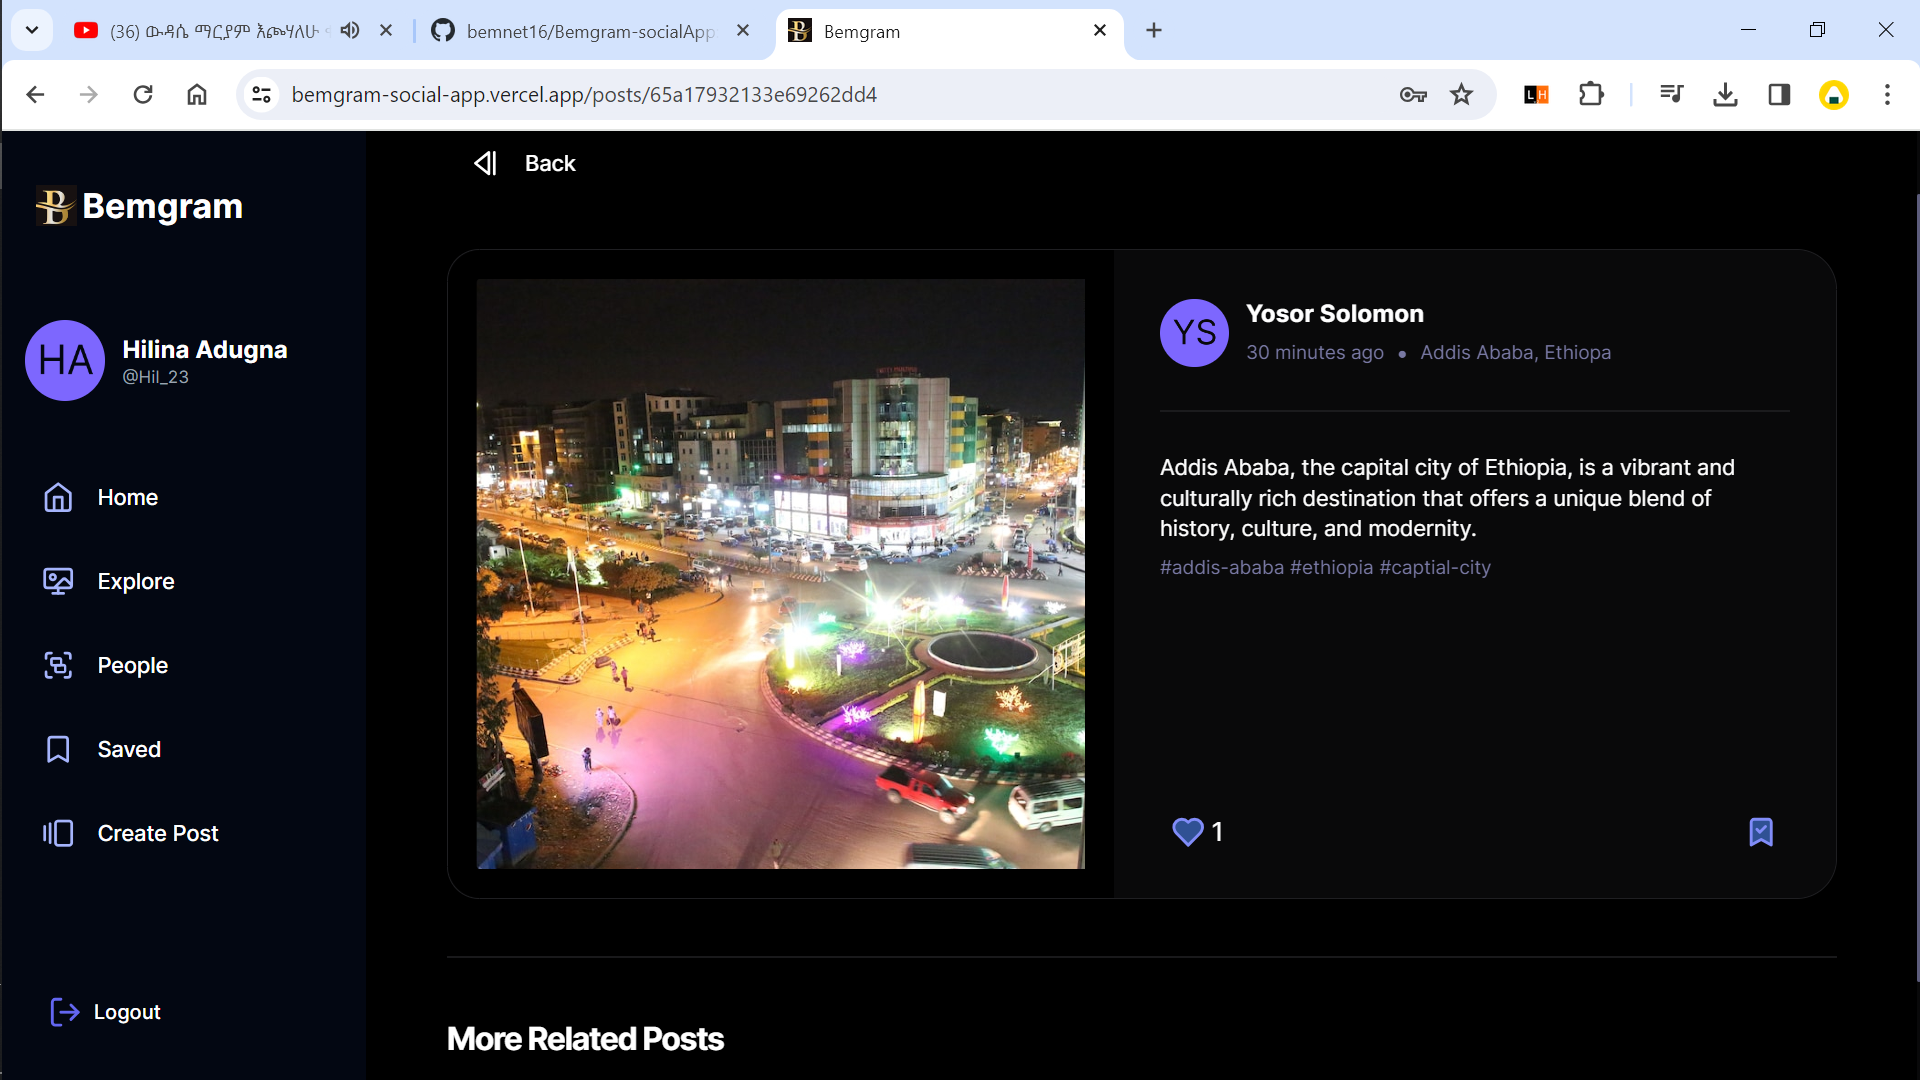 (36) ውዳሴ ማርያም እጮሃለሁ
bemnet16/Bemgram-socialApp
Bemgram
bemgram-social-app.vercel.app/posts/65a17932133e69262dd4
Back
Bemgram
HA
Hilina Adugna
@Hil_23
Home
Explore
People
Saved
Create Post
Logout
YS
Yosor Solomon
30 minutes ago • Addis Ababa, Ethiopa
Addis Ababa, the capital city of Ethiopia, is a vibrant and
culturally rich destination that offers a unique blend of
history, culture, and modernity.
#addis-ababa #ethiopia #captial-city
1
More Related Posts